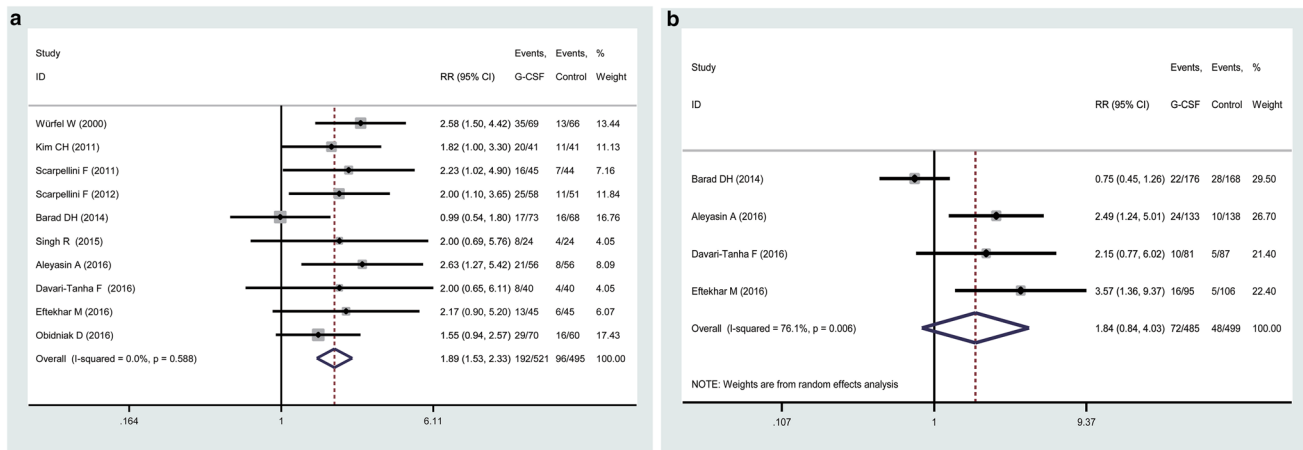 a
Study Events, Events, %
ID RR (95% CI) G-CSF Control Weight
Würfel W (2000) 2.58 (1.50, 4.42) 35/69 13/66 13.44
Kim CH (2011) 1.82 (1.00, 3.30) 20/41 11/41 11.13
Scarpellini F (2011) 2.23 (1.02, 4.90) 16/45 7/44 7.16
Scarpellini F (2012) 2.00 (1.10, 3.65) 25/58 11/51 11.84
Barad DH (2014) 0.99 (0.54, 1.80) 17/73 16/68 16.76
Singh R (2015) 2.00 (0.69, 5.76) 8/24 4/24 4.05
Aleyasin A (2016) 2.63 (1.27, 5.42) 21/56 8/56 8.09
Davari-Tanha F (2016) 2.00 (0.65, 6.11) 8/40 4/40 4.05
Eftekhar M (2016) 2.17 (0.90, 5.20) 13/45 6/45 6.07
Obidniak D (2016) 1.55 (0.94, 2.57) 29/70 16/60 17.43
Overall (I-squared = 0.0%, p = 0.588) 1.89 (1.53, 2.33) 192/521 96/495 100.00
.164 1 6.11
b
Study Events, Events, %
ID RR (95% CI) G-CSF Control Weight
Barad DH (2014) 0.75 (0.45, 1.26) 22/176 28/168 29.50
Aleyasin A (2016) 2.49 (1.24, 5.01) 24/133 10/138 26.70
Davari-Tanha F (2016) 2.15 (0.77, 6.02) 10/81 5/87 21.40
Eftekhar M (2016) 3.57 (1.36, 9.37) 16/95 5/106 22.40
Overall (I-squared = 76.1%, p = 0.006) 1.84 (0.84, 4.03) 72/485 48/499 100.00
NOTE: Weights are from random effects analysis
.107 1 9.37